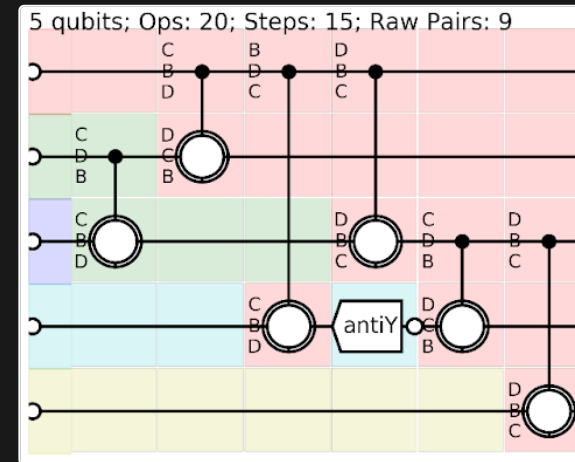 5 qubits; Ops: 20; Steps: 15; Raw Pairs: 9
C B D
B D B
D C C
C D
D C
B B
C D C D
B B D B
D C B C
C D
B antiY C
D B
D
B
C